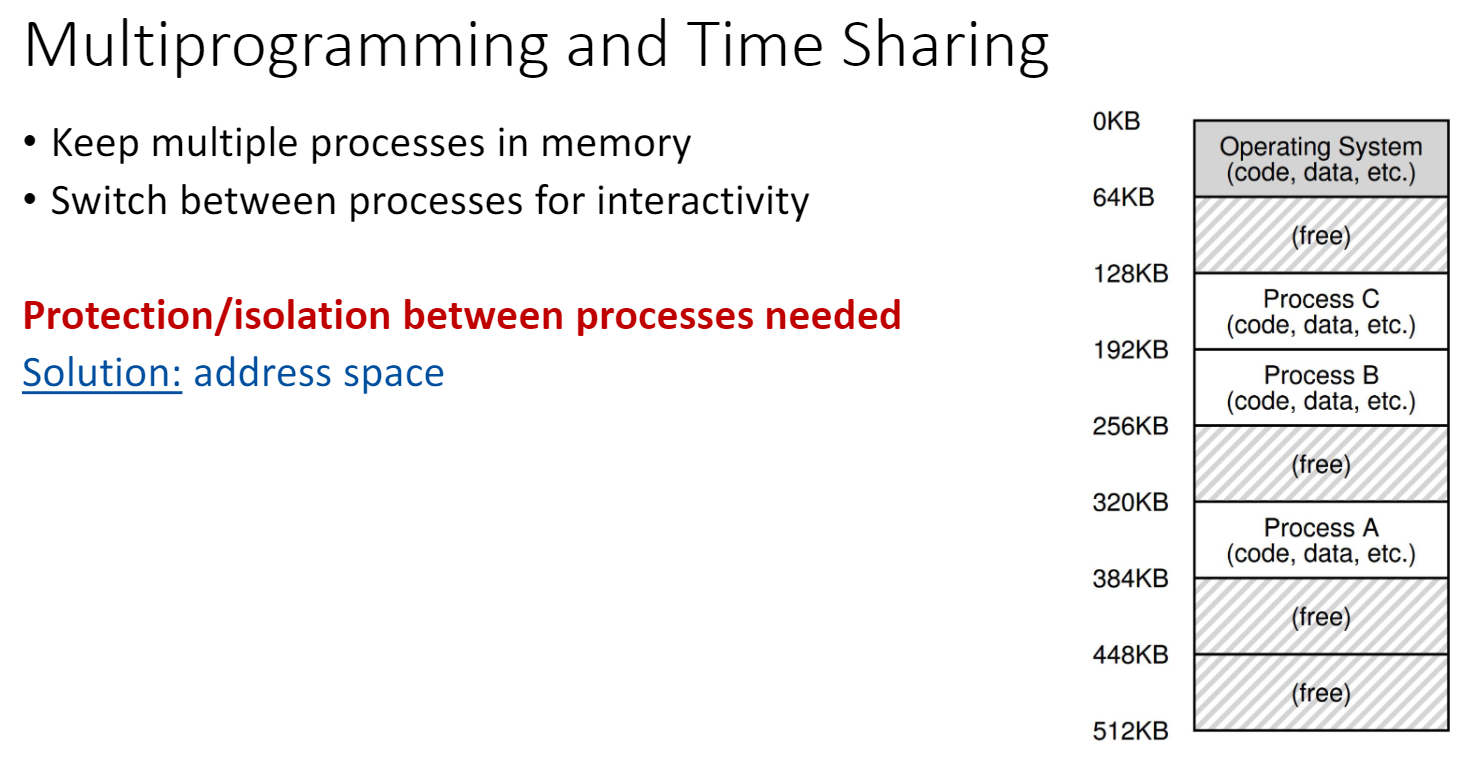 Multiprogramming and Time Sharing
• Keep multiple processes in memory
• Switch between processes for interactivity
Protection/isolation between processes needed
Solution: address space
0KB
Operating System
(code, data, etc.)
64KB
(free)
128KB
Process C
(code, data, etc.)
192KB
Process B
(code, data, etc.)
256KB
(free)
320KB
Process A
(code, data, etc.)
384KB
(free)
448KB
(free)
512KB